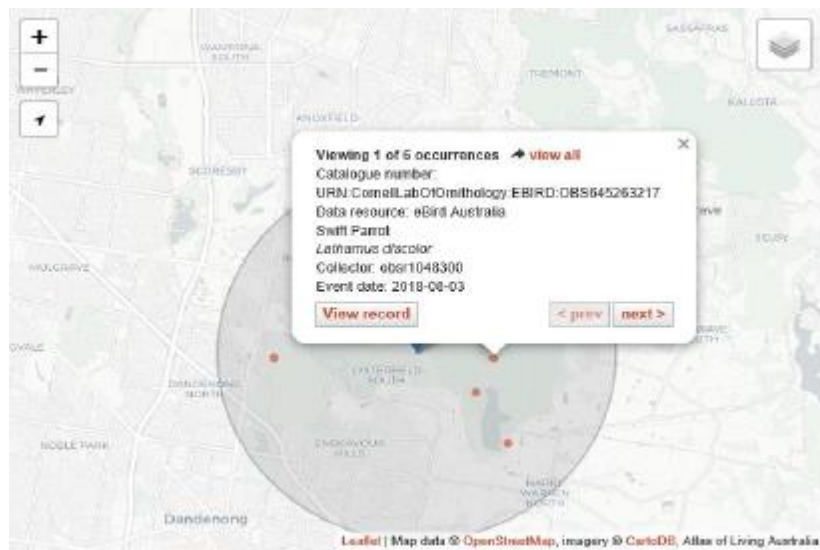 +
SASSAFRAS
WANTIRNA
SOUTH
−
TREMONT
WAVERLEY
KALLISTA
KNOXFIELD
×
Viewing 1 of 5 occurrences view all
Catalogue number:
SCORESBY
URN:CornellLabOfOrnithology:EBIRD:OBS645263217
Data resource: eBird Australia
Swift Parrot
Lathamus discolor
MULGRAVE
Collector: obsr1048300
Event date: 2018-08-03
View record
< prev
next >
LYSTERFIELD
SOUTH
DANDENONG
NORTH
NOBLE PARK
ENDEAVOUR
HILLS
NARRE
WARREN
NORTH
Dandenong
Leaflet | Map data © OpenStreetMap, imagery © CartoDB, Atlas of Living Australia